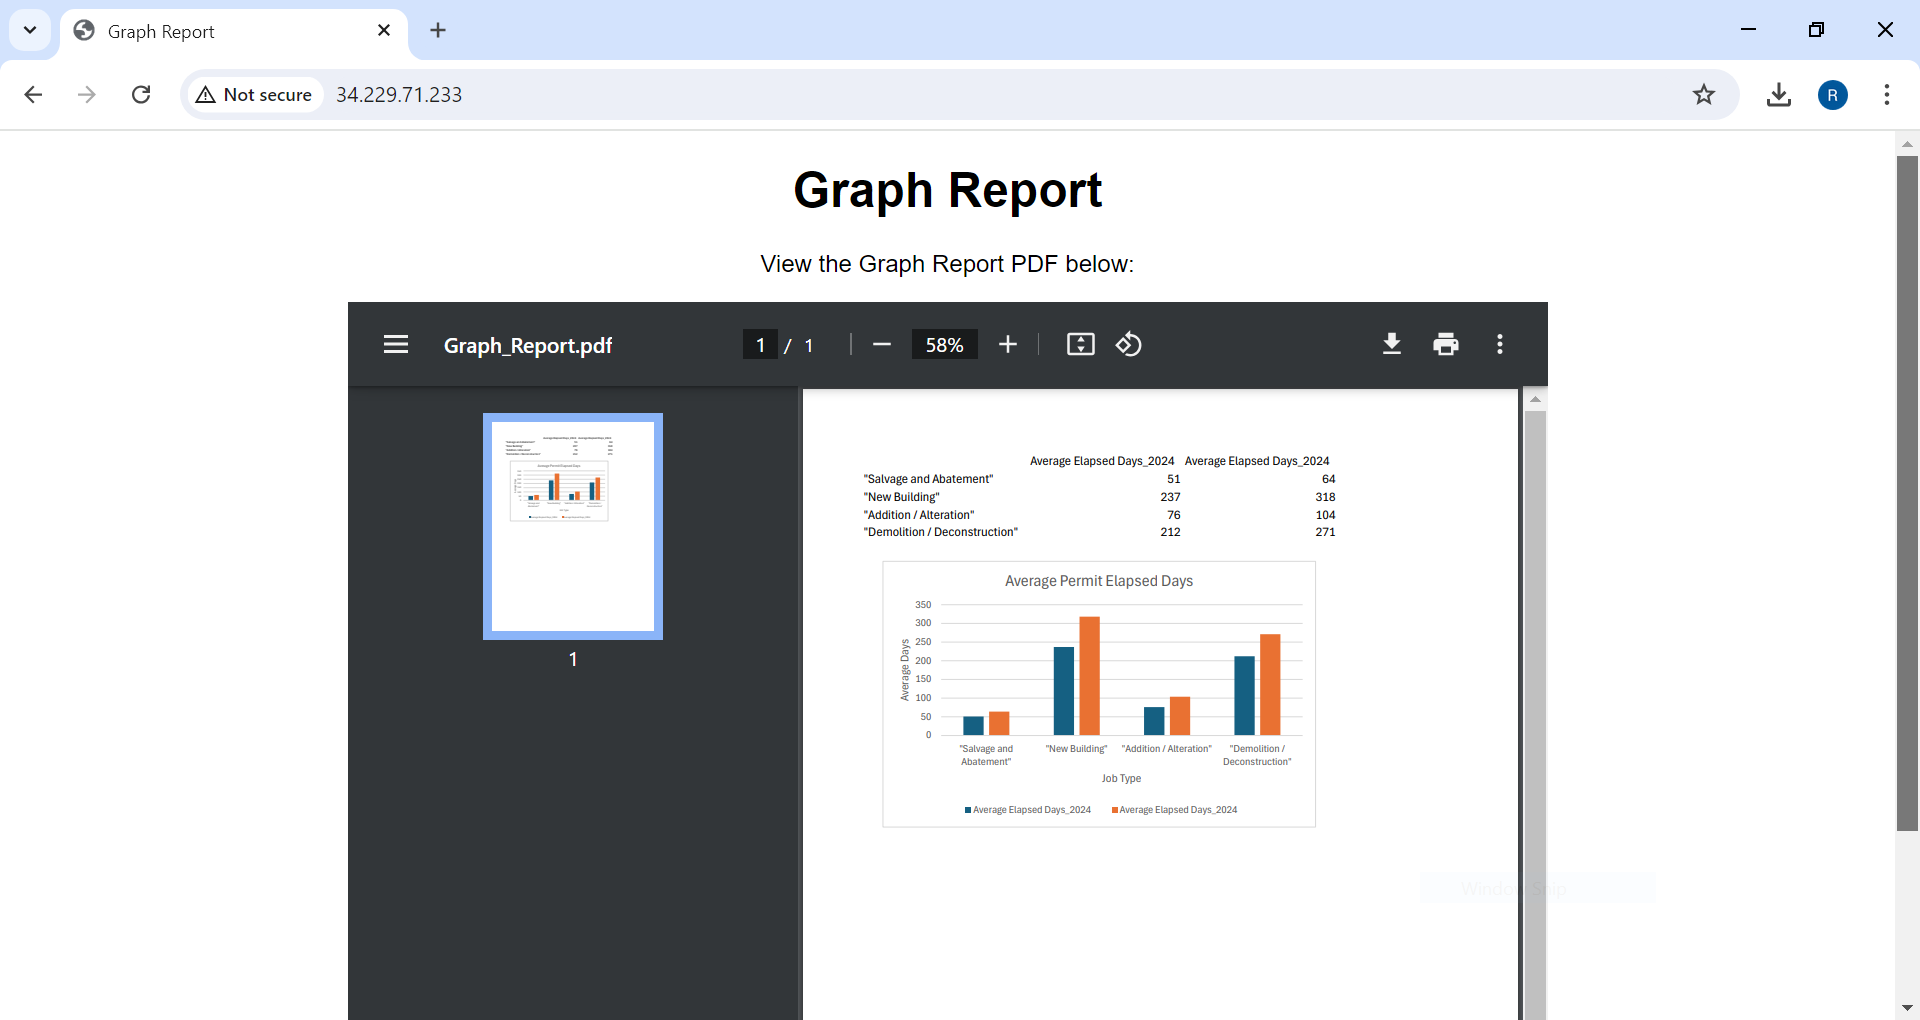 Graph Report
Not secure 34.229.71.233 R
Graph Report
View the Graph Report PDF below:
Graph_Report.pdf 1 / 1 58%
1
Average Elapsed Days_2024 Average Elapsed Days_2024
"Salvage and Abatement" 51 64
"New Building" 237 318
"Addition / Alteration" 76 104
"Demolition / Deconstruction" 212 271
Average Permit Elapsed Days
350
300
250
200
150
100
50
0
Average Days
"Salvage and Abatement" "New Building" "Addition / Alteration" "Demolition / Deconstruction"
Job Type
Average Elapsed Days_2024 Average Elapsed Days_2024
Window Snip